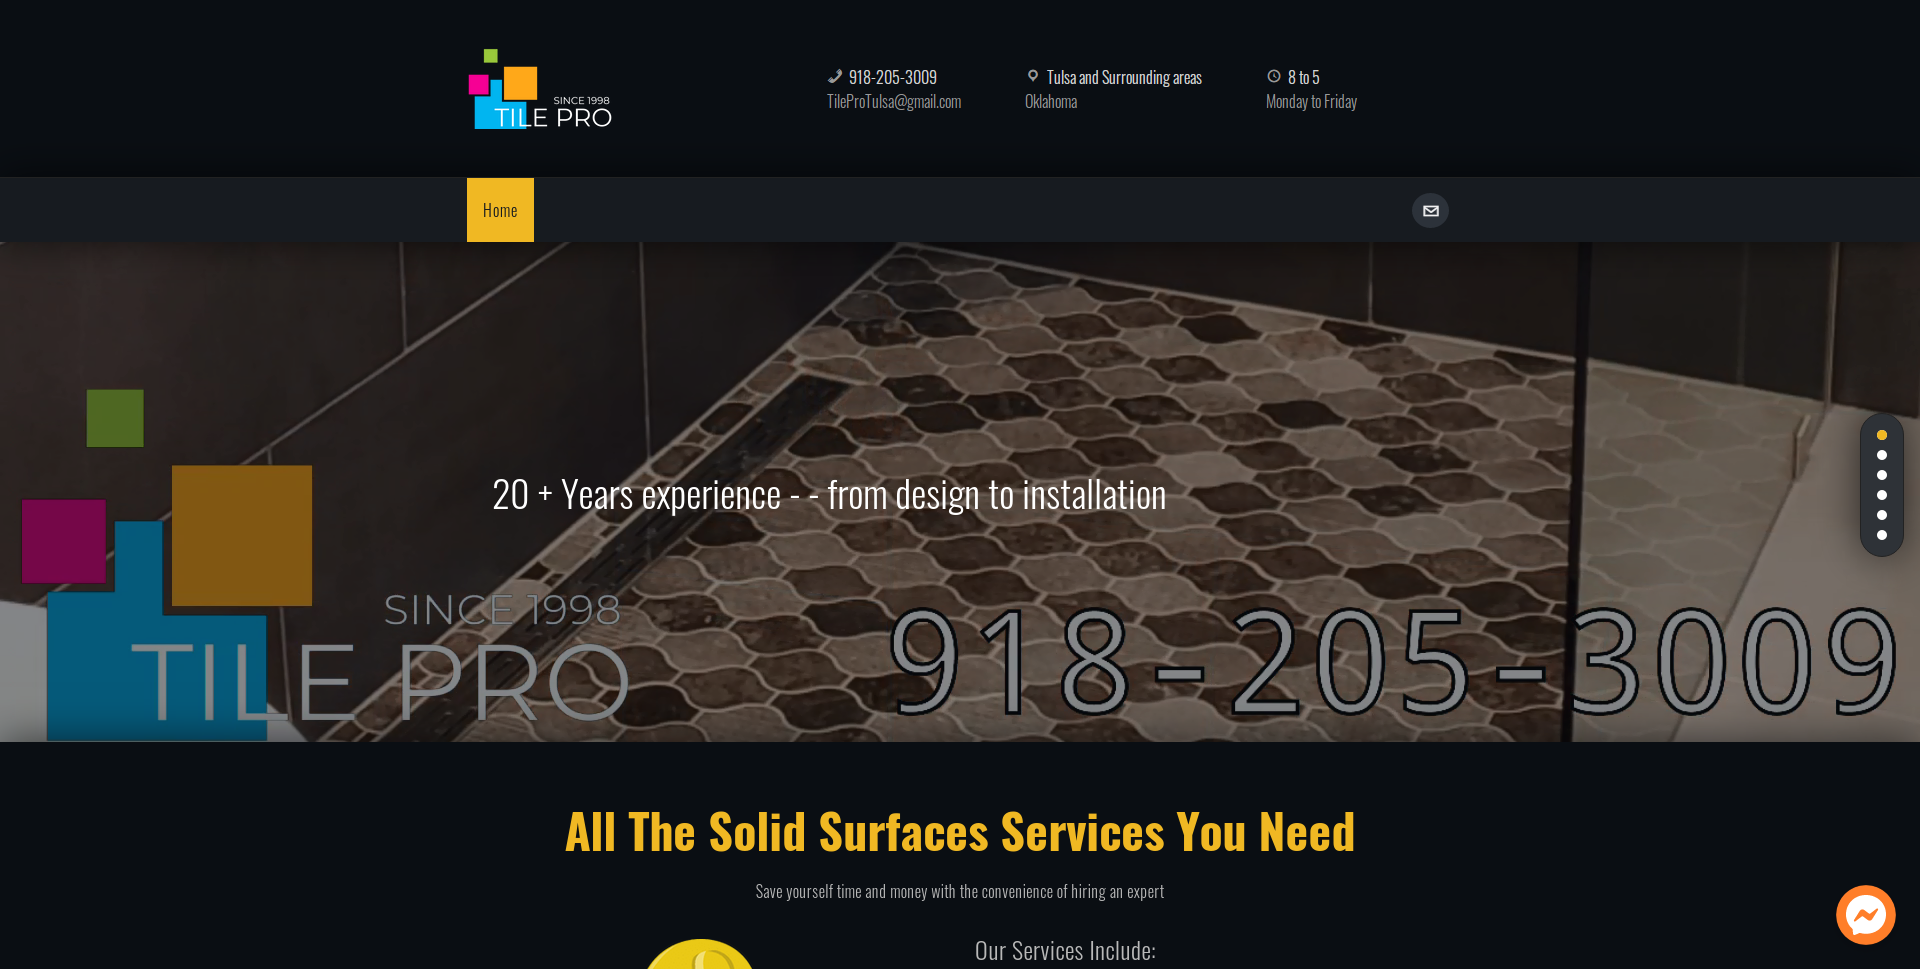 SINCE 1998
TILE PRO
918-205-3009
TileProTulsa@gmail.com
Tulsa and Surrounding areas
Oklahoma
8 to 5
Monday to Friday
Home
20 + Years experience - - from design to installation
SINCE 1998
TILE PRO
918-205-3009
All The Solid Surfaces Services You Need
Save yourself time and money with the convenience of hiring an expert
Our Services Include: